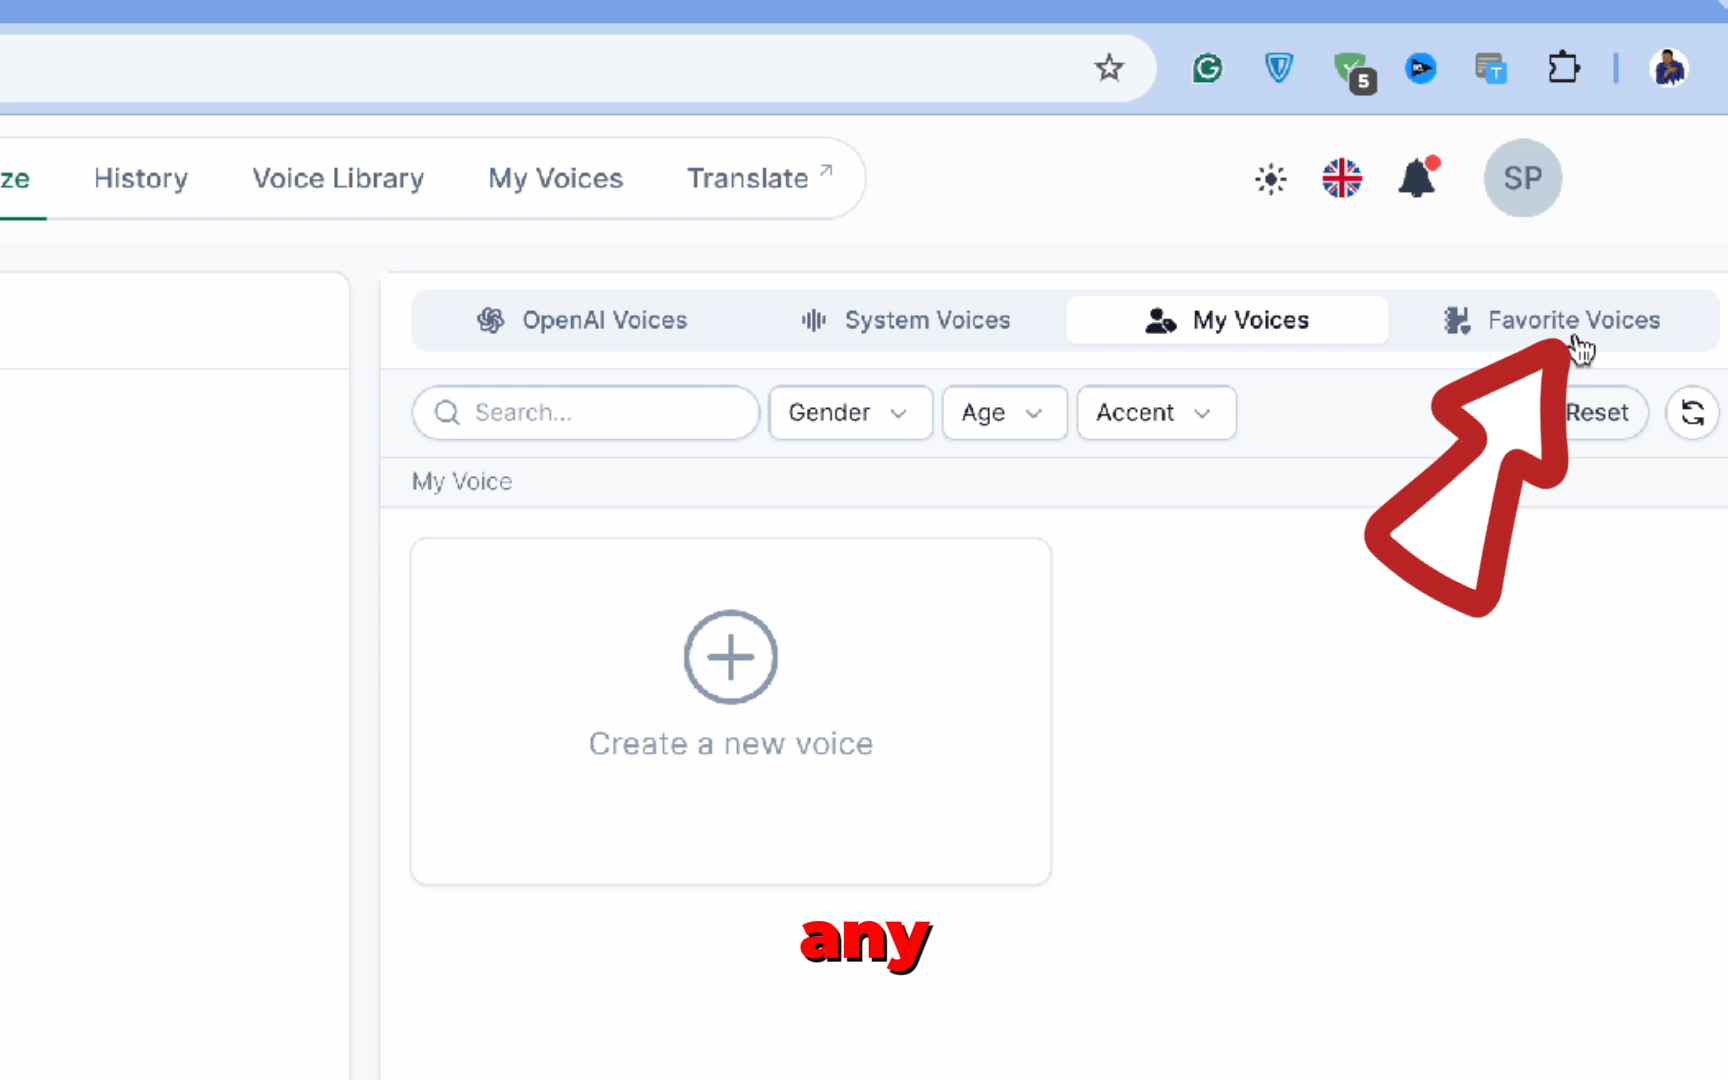 5
ze History Voice Library My Voices Translate SP
OpenAI Voices System Voices My Voices Favorite Voices
Search... Gender Age Accent Reset
My Voice
Create a new voice
any